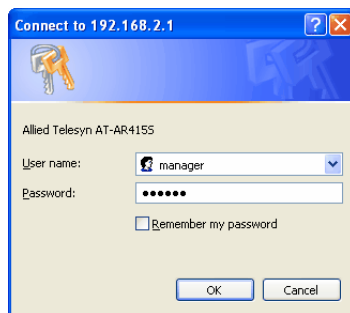 Connect to 192.168.2.1
Allied Telesyn AT-AR415S
User name:
manager
Password:
••••••
Remember my password
OK
Cancel